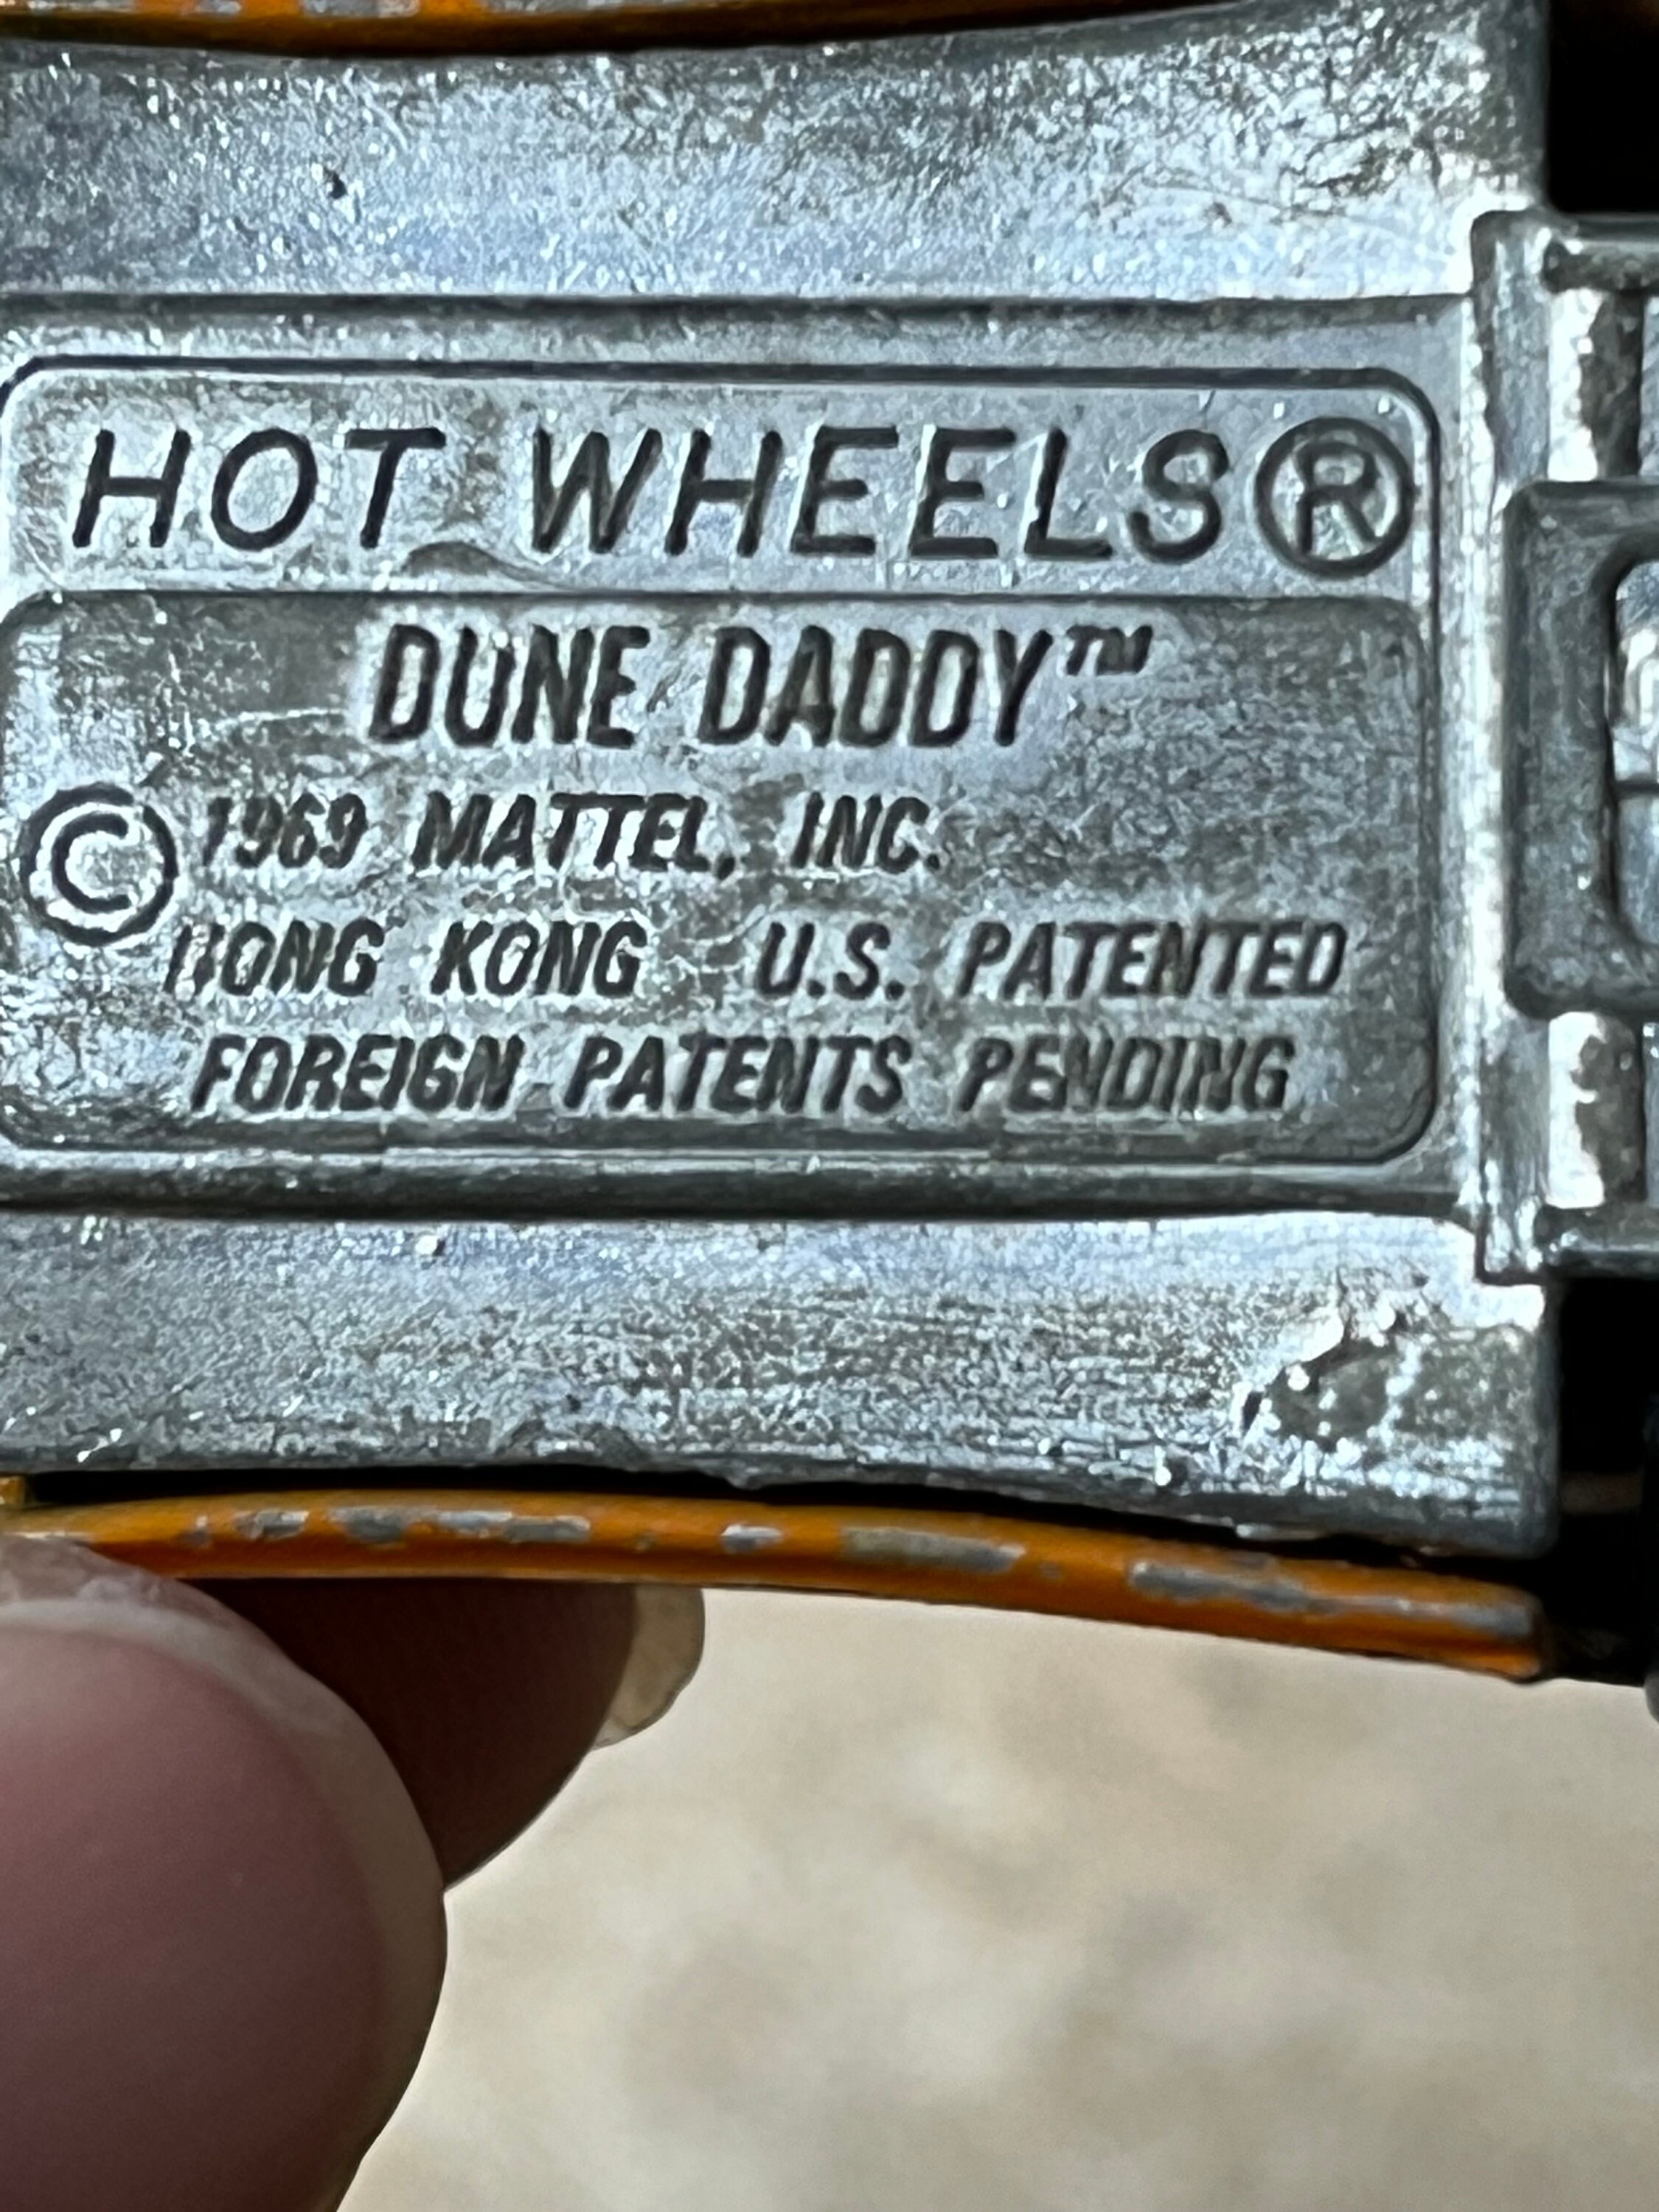 HOT WHEELS®
DUNE DADDY™
© 1969 MATTEL, INC.
HONG KONG U.S. PATENTED
FOREIGN PATENTS PENDING